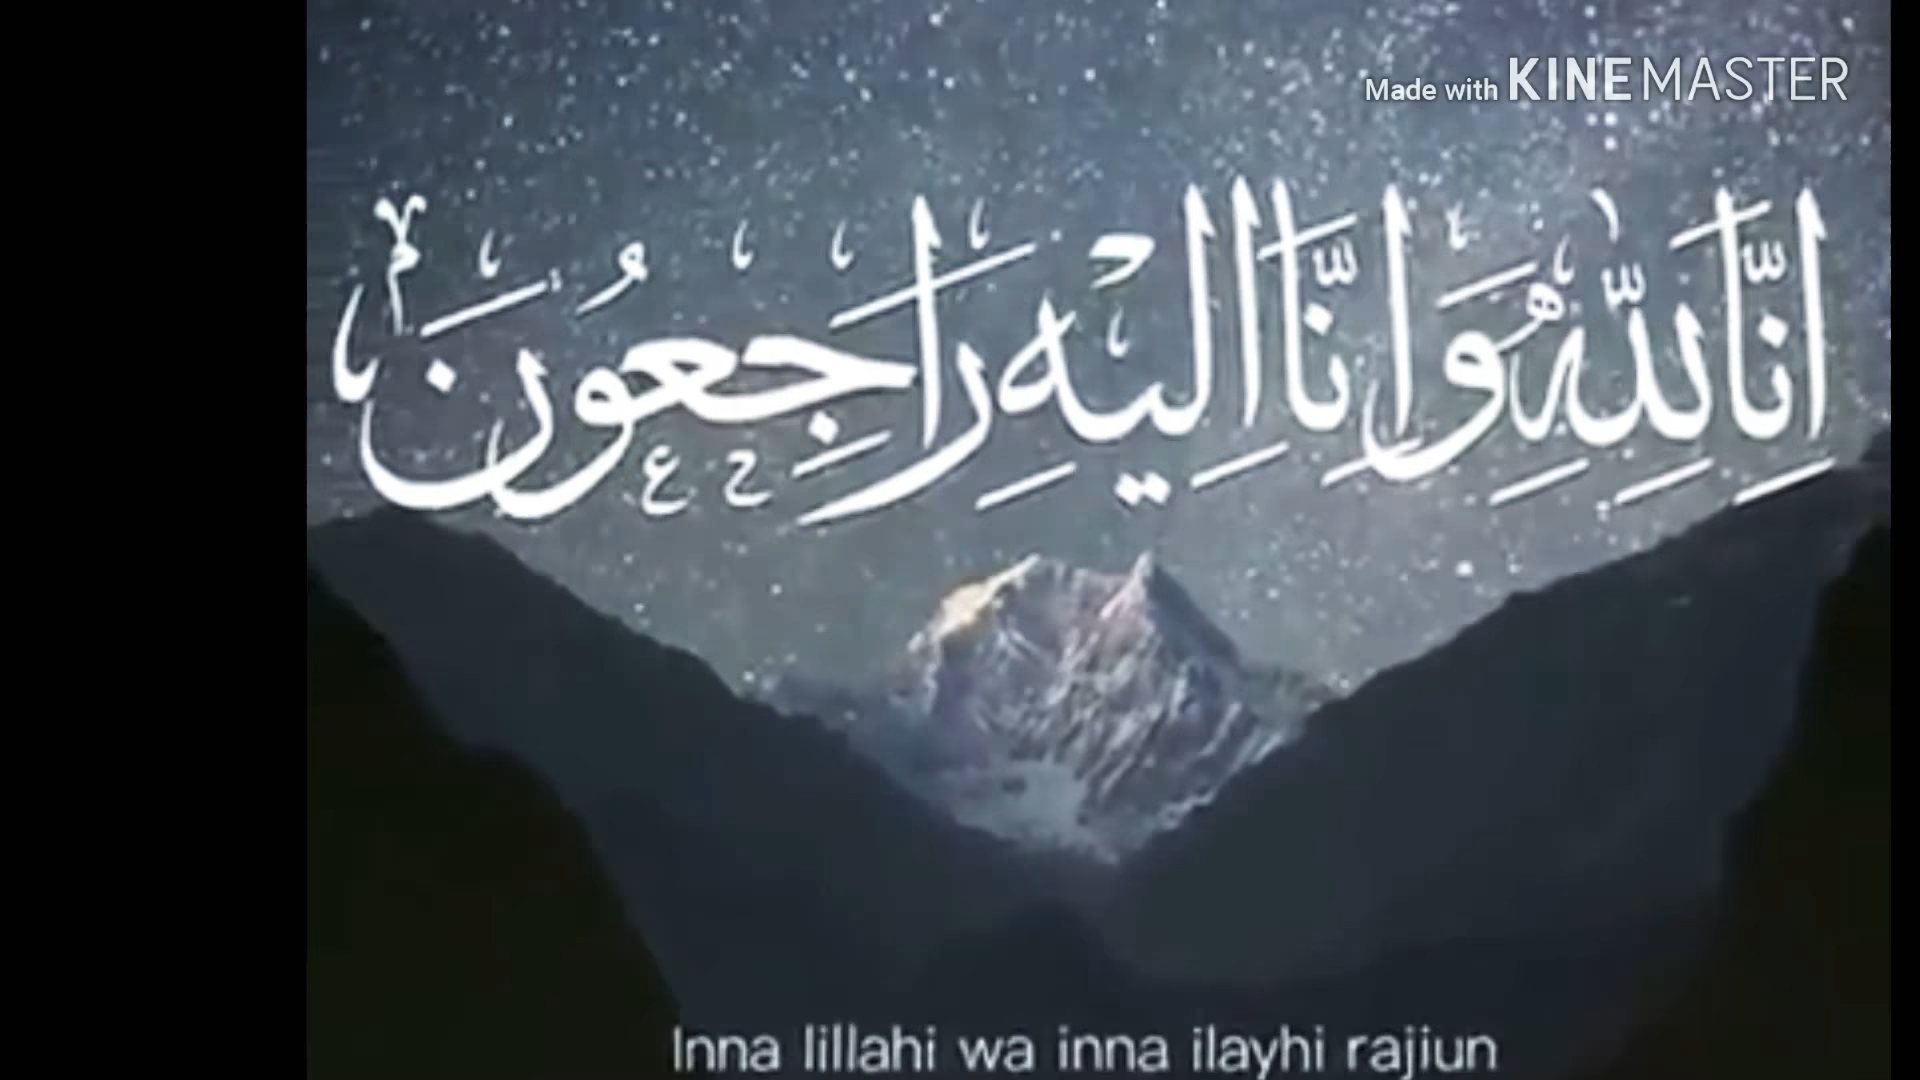 Made with KINEMASTER
اِنَّا لِلّٰهِ وَاِنَّا اِلَيْهِ رَاجِعُونَ
Inna lillahi wa inna ilayhi rajiun